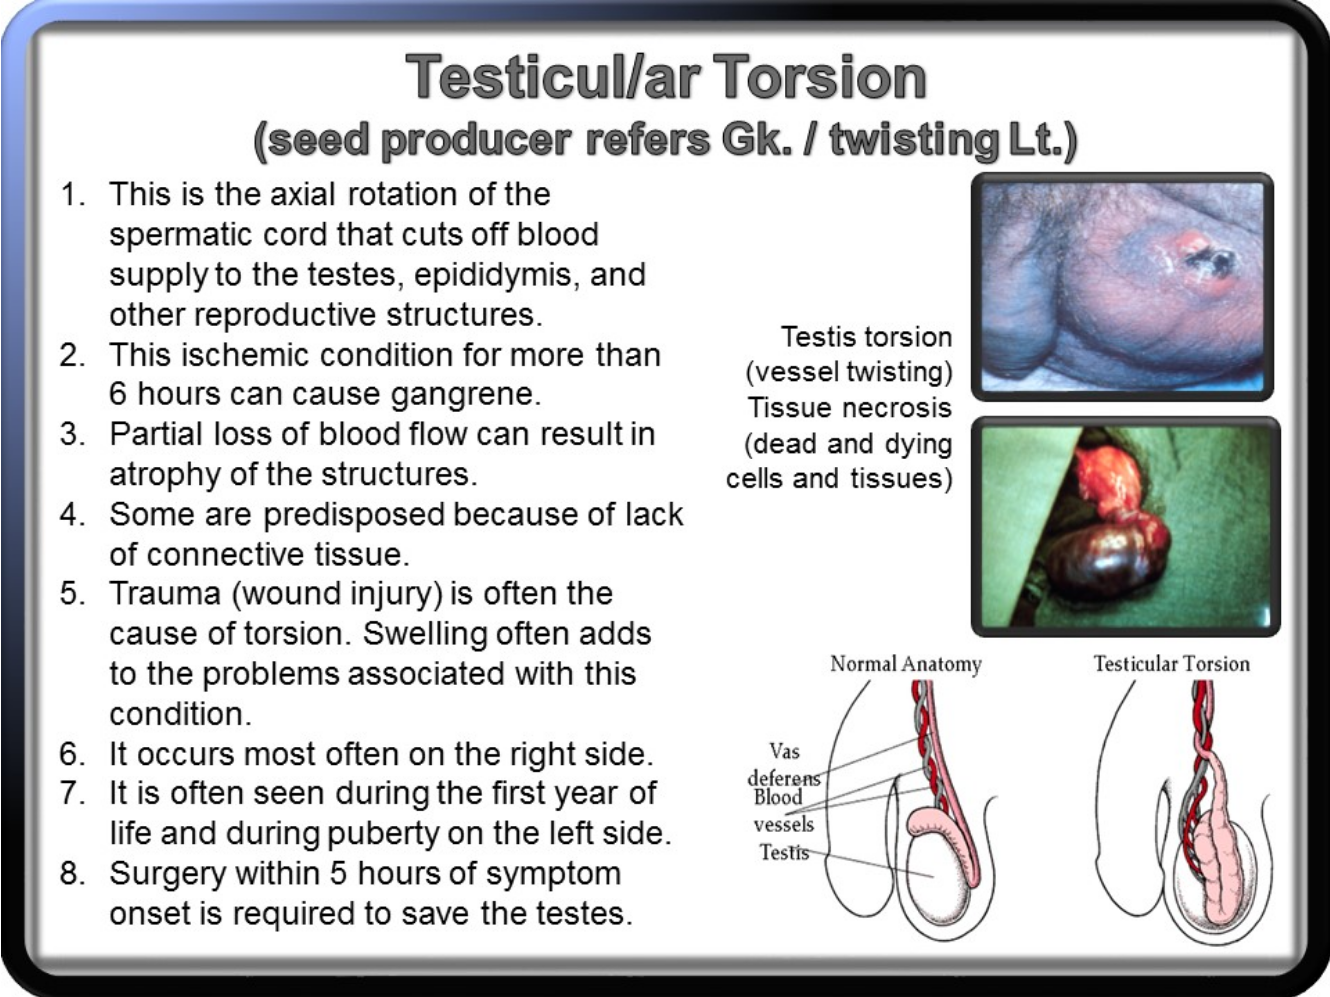 Testicul/ar Torsion
(seed producer refers Gk. / twisting Lt.)
1. This is the axial rotation of the
spermatic cord that cuts off blood
supply to the testes, epididymis, and
other reproductive structures.
2. This ischemic condition for more than
6 hours can cause gangrene.
3. Partial loss of blood flow can result in
atrophy of the structures.
4. Some are predisposed because of lack
of connective tissue.
5. Trauma (wound injury) is often the
cause of torsion. Swelling often adds
to the problems associated with this
condition.
6. It occurs most often on the right side.
7. It is often seen during the first year of
life and during puberty on the left side.
8. Surgery within 5 hours of symptom
onset is required to save the testes.
Testis torsion
(vessel twisting)
Tissue necrosis
(dead and dying
cells and tissues)
Normal Anatomy
Testicular Torsion
Vas
deferens
Blood
vessels
Testis